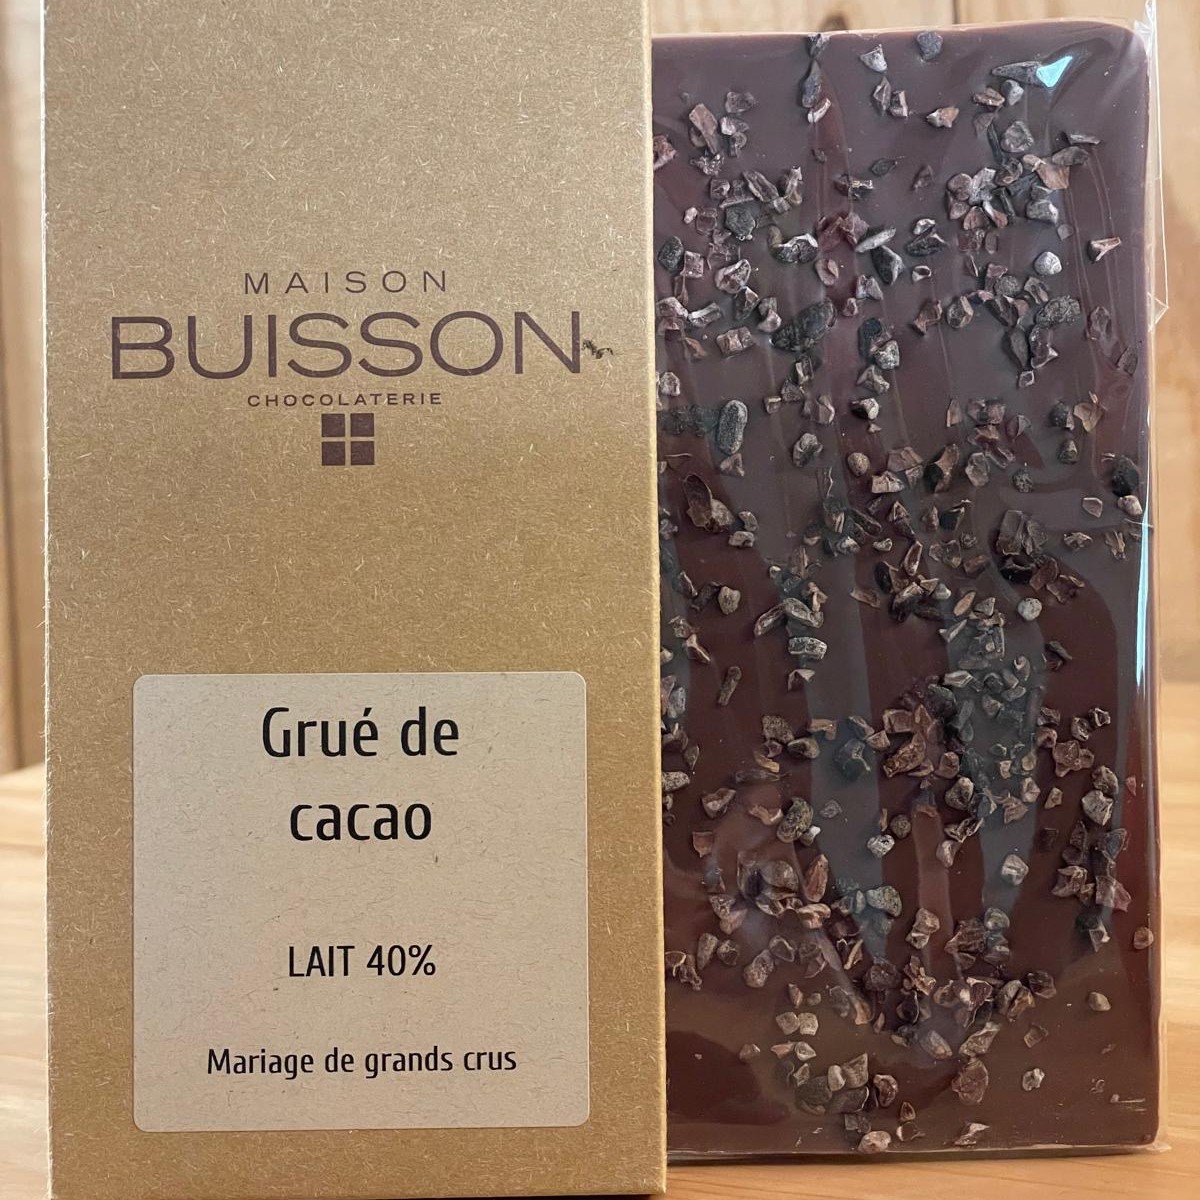 MAISON
BUISSON
CHOCOLATERIE
Grué de
cacao
LAIT 40%
Mariage de grands crus